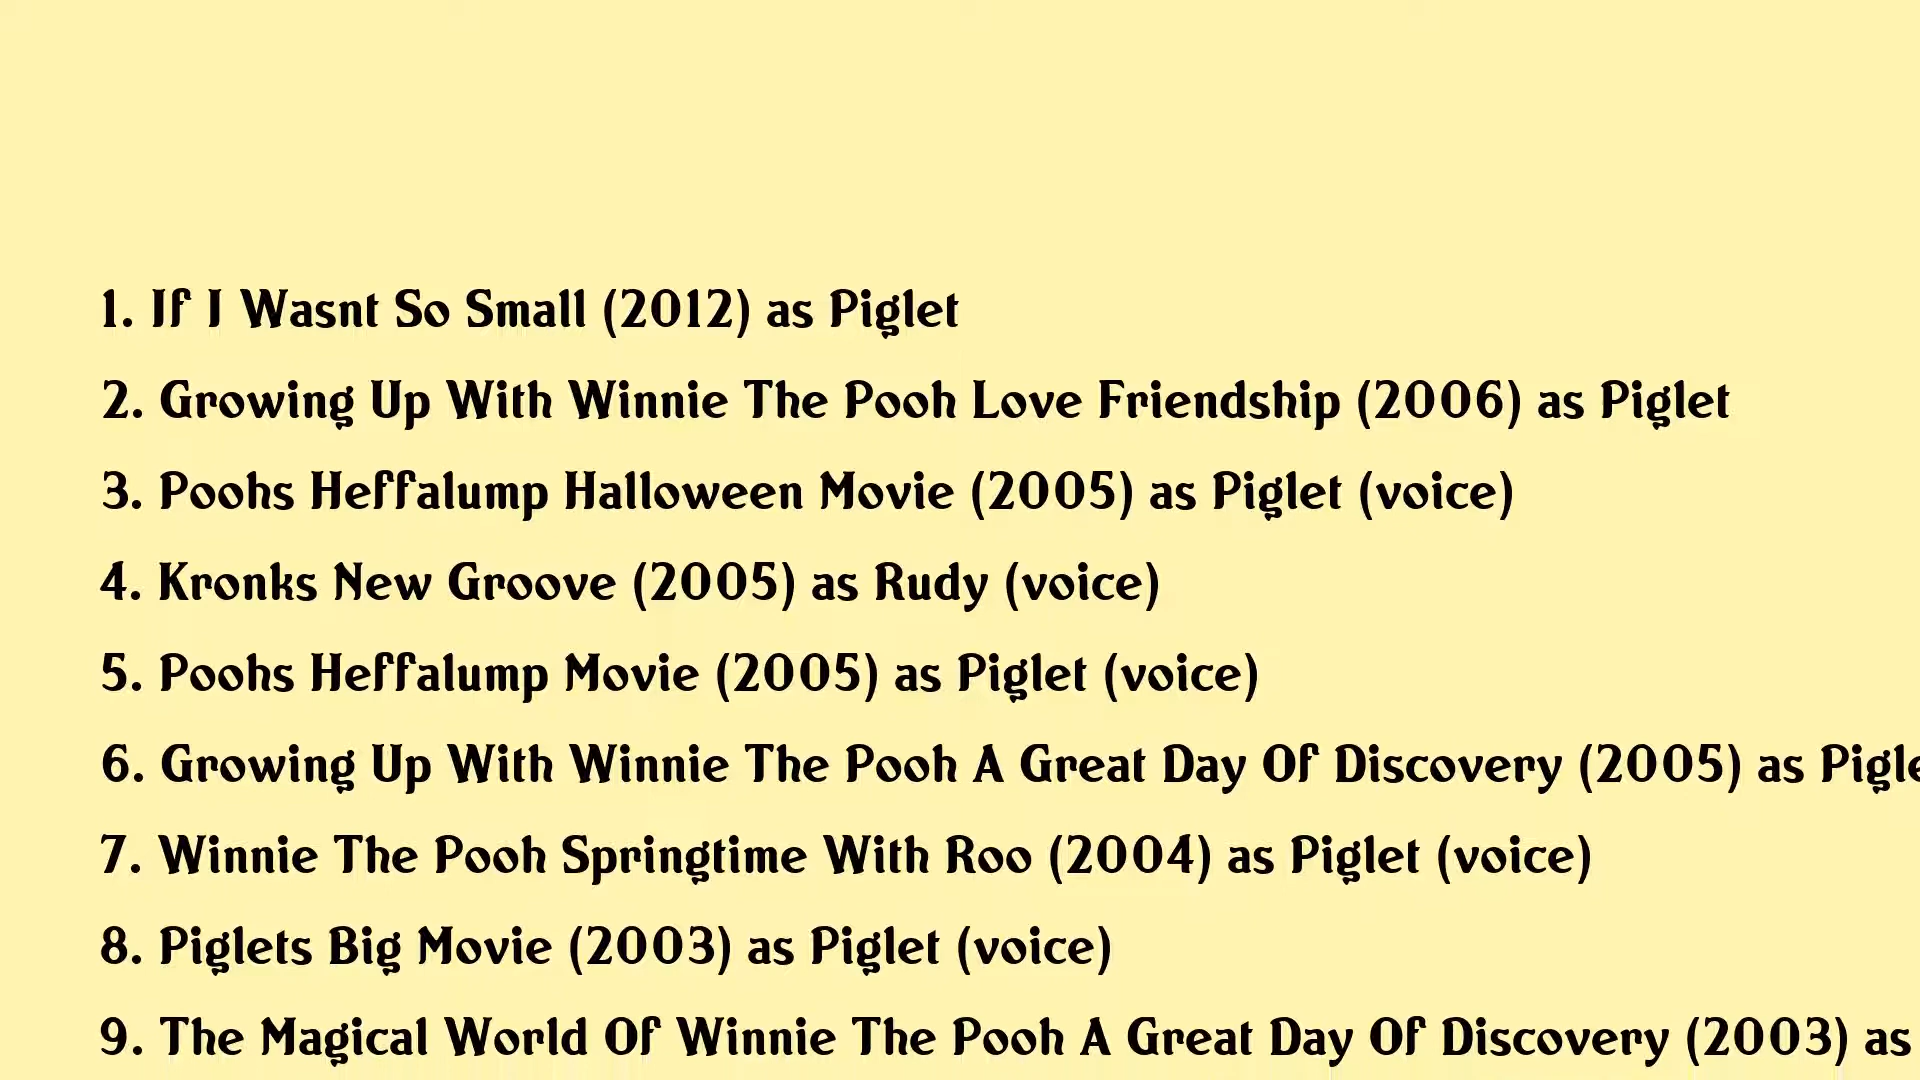 1. If I Wasnt So Small (2012) as Piglet
2. Growing Up With Winnie The Pooh Love Friendship (2006) as Piglet
3. Poohs Heffalump Halloween Movie (2005) as Piglet (voice)
4. Kronks New Groove (2005) as Rudy (voice)
5. Poohs Heffalump Movie (2005) as Piglet (voice)
6. Growing Up With Winnie The Pooh A Great Day Of Discovery (2005) as Pigle
7. Winnie The Pooh Springtime With Roo (2004) as Piglet (voice)
8. Piglets Big Movie (2003) as Piglet (voice)
9. The Magical World Of Winnie The Pooh A Great Day Of Discovery (2003) as